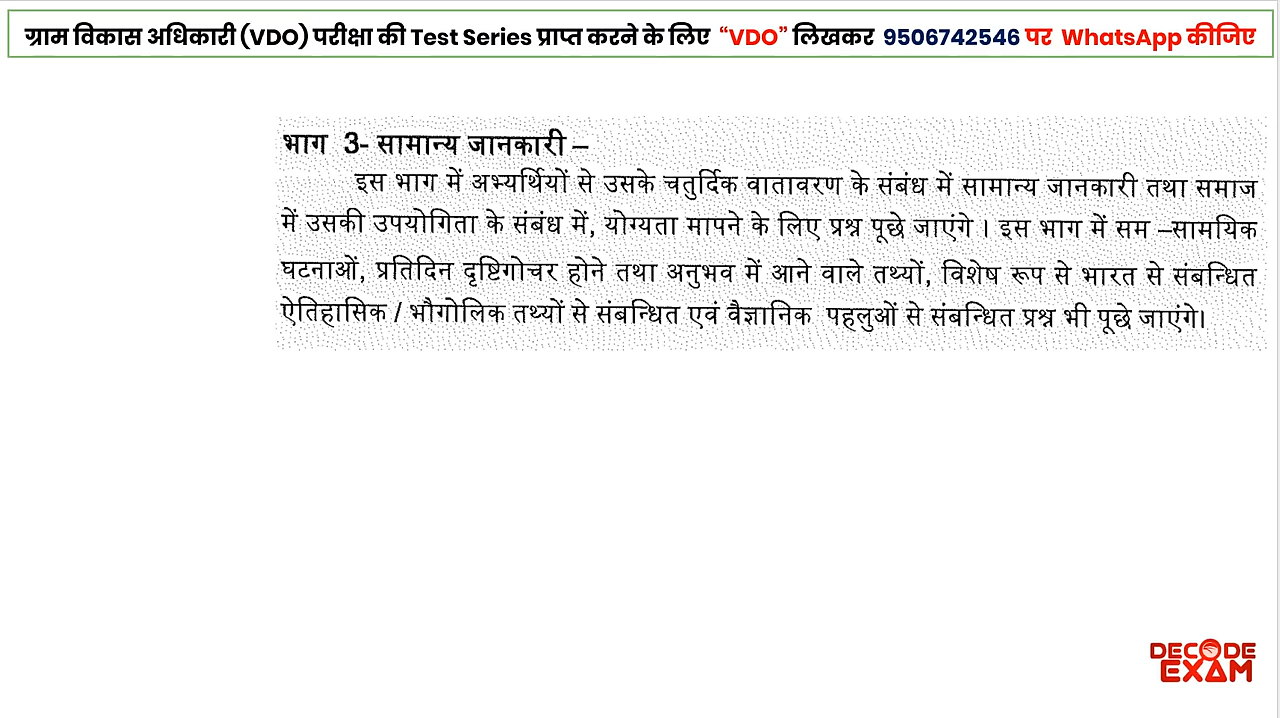 ग्राम विकास अधिकारी (VDO) परीक्षा की Test Series प्राप्त करने के लिए “VDO” लिखकर 9506742546 पर WhatsApp कीजिए
भाग 3- सामान्य जानकारी –
इस भाग में अभ्यर्थियों से उसके चतुर्दिक वातावरण के संबंध में सामान्य जानकारी तथा समाज
में उसकी उपयोगिता के संबंध में, योग्यता मापने के लिए प्रश्न पूछे जाएंगे । इस भाग में सम –सामयिक
घटनाओं, प्रतिदिन दृष्टिगोचर होने तथा अनुभव में आने वाले तथ्यों, विशेष रूप से भारत से संबन्धित
ऐतिहासिक / भौगोलिक तथ्यों से संबन्धित एवं वैज्ञानिक पहलुओं से संबन्धित प्रश्न भी पूछे जाएंगे।
DECODE
EXAM